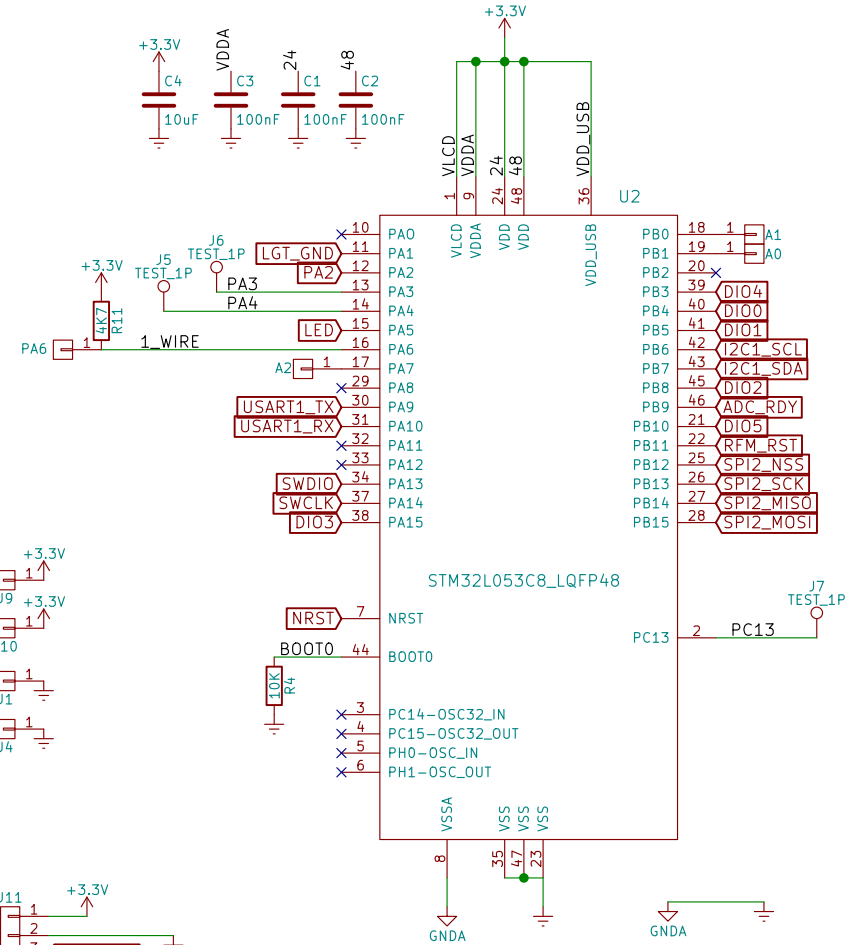 +3.3V
+3.3V
VDDA
24
48
C4
C3
C1
C2
10uF
100nF
100nF
100nF
VLCD
VDDA
24
48
VDD_USB
1
9
24
48
36
U2
VLCD
VDDA
VDD
VDD
VDD_USB
10 PA0
LGT_GND 11 PA1
PA2 12 PA2
J6
TEST_1P
PA3 13 PA3
J5
TEST_1P
PA4 14 PA4
LED 15 PA5
+3.3V
4K7
R11
PA6 1 1_WIRE 16 PA6
A2 1 17 PA7
29 PA8
USART1_TX 30 PA9
USART1_RX 31 PA10
32 PA11
33 PA12
SWDIO 34 PA13
SWCLK 37 PA14
DIO3 38 PA15
PB0 18 1 A1
PB1 19 1 A0
PB2 20
PB3 39 DIO4
PB4 40 DIO0
PB5 41 DIO1
PB6 42 I2C1_SCL
PB7 43 I2C1_SDA
PB8 45 DIO2
PB9 46 ADC_RDY
PB10 21 DIO5
PB11 22 RFM_RST
PB12 25 SPI2_NSS
PB13 26 SPI2_SCK
PB14 27 SPI2_MISO
PB15 28 SPI2_MOSI
STM32L053C8_LQFP48
+3.3V
1
J9
+3.3V
1
10
1
J1
1
J4
NRST 7 NRST
BOOT0 44 BOOT0
10K
R4
PC13 2 PC13
J7
TEST_1P
3 PC14-OSC32_IN
4 PC15-OSC32_OUT
5 PH0-OSC_IN
6 PH1-OSC_OUT
VSSA
VSS
VSS
VSS
8
35
47
23
GNDA
GNDA
J11
+3.3V
1
2